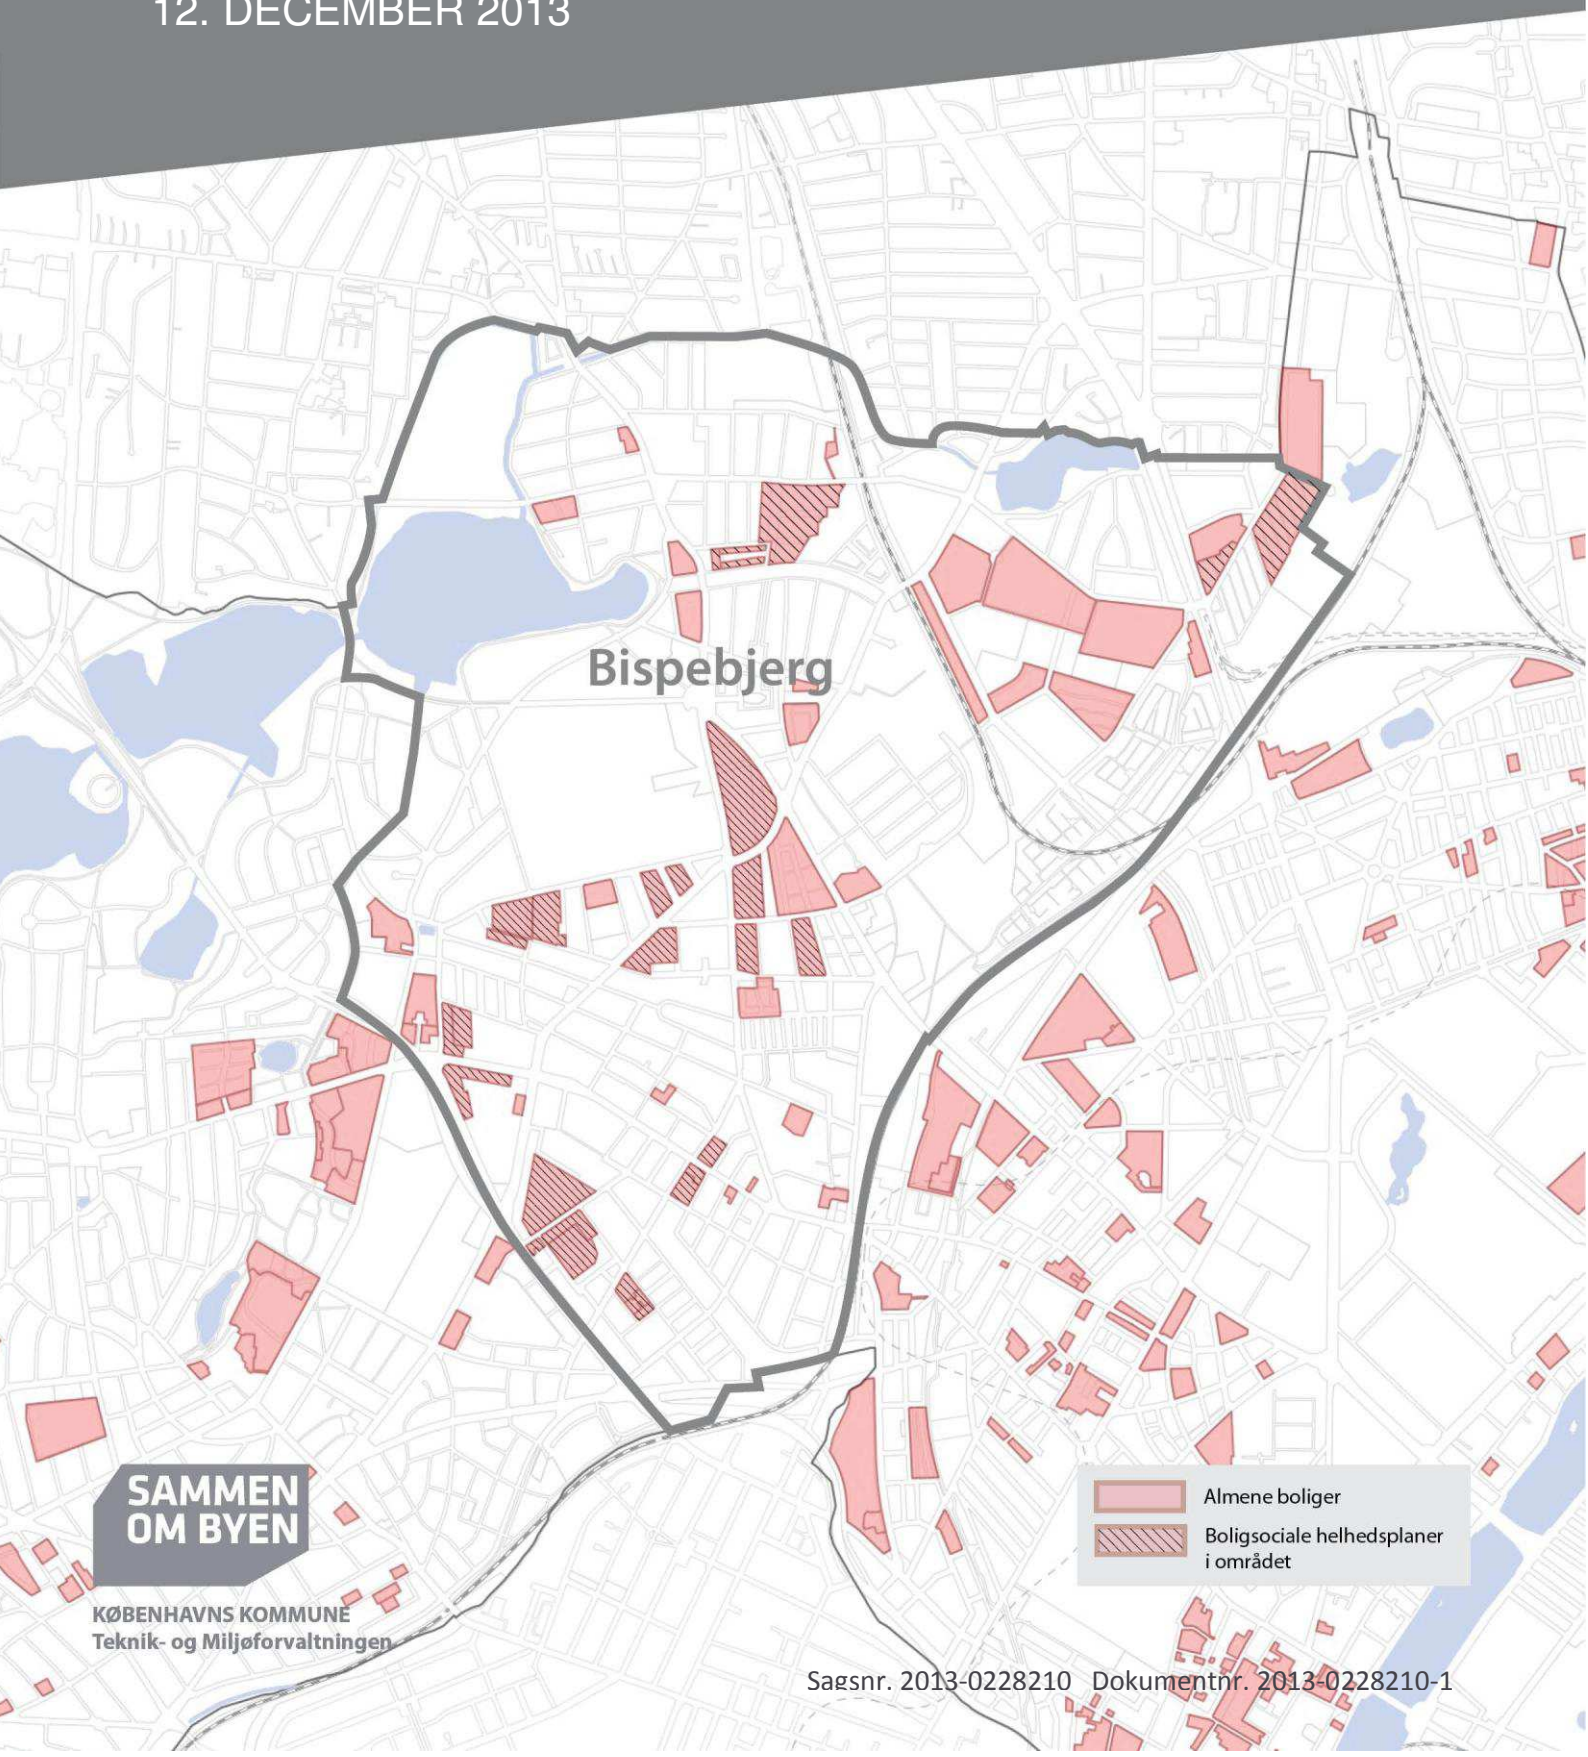 12. DECEMBER 2013
Bispebjerg
SAMMEN
OM BYEN
Almene boliger
Boligsociale helhedsplaner
i området
KØBENHAVNS KOMMUNE
Teknik- og Miljøforvaltningen
Sagsnr. 2013-0228210 Dokumentnr. 2013-0228210-1